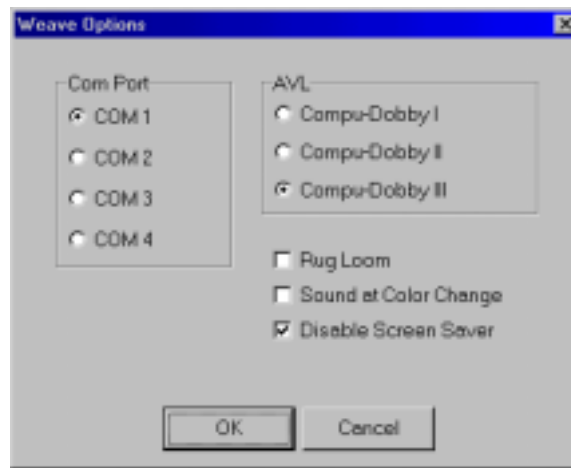 Weave Options
Com Port
COM 1
COM 2
COM 3
COM 4
AVL
Compu-Dobby I
Compu-Dobby II
Compu-Dobby III
Rug Loom
Sound at Color Change
Disable Screen Saver
OK
Cancel